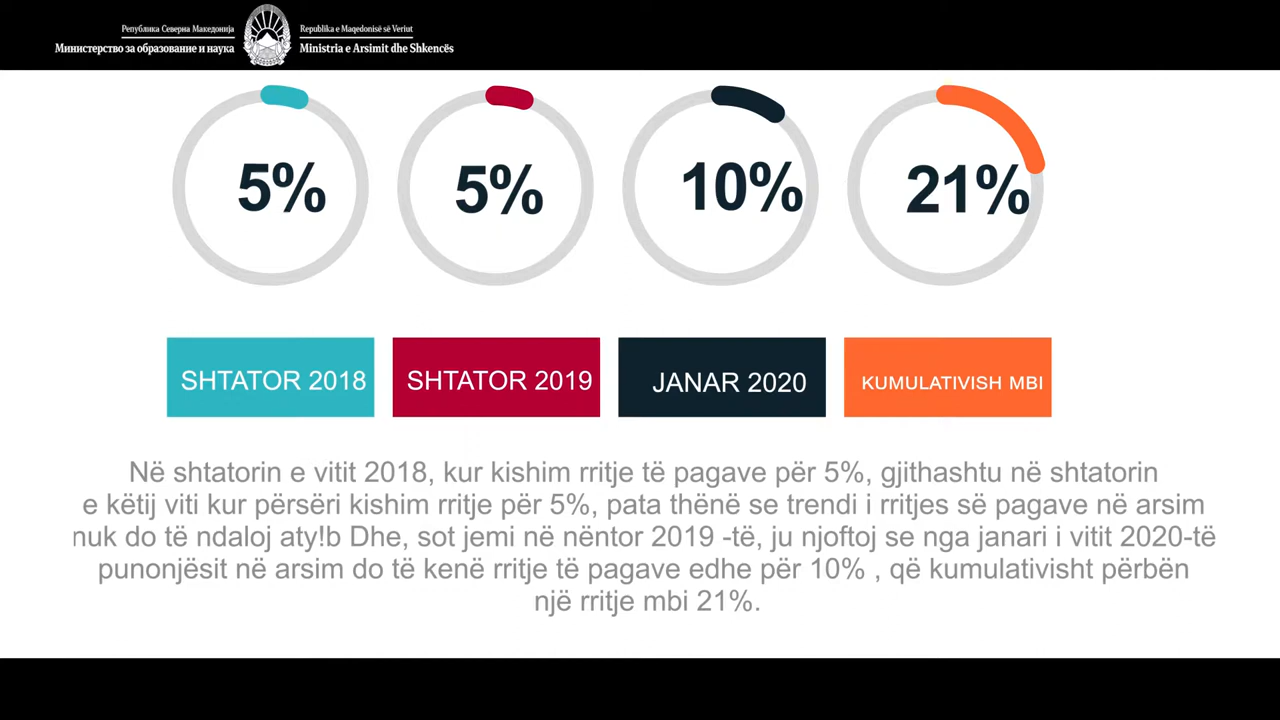 Република Северна Македонија
Министерство за образование и наука
Republika e Maqedonisë së Veriut
Ministria e Arsimit dhe Shkencës
5%
5%
10%
21%
SHTATOR 2018
SHTATOR 2019
JANAR 2020
KUMULATIVISH MBI
Në shtatorin e vitit 2018, kur kishim rritje të pagave për 5%, gjithashtu në shtatorin
e këtij viti kur përsëri kishim rritje për 5%, pata thënë se trendi i rritjes së pagave në arsim
nuk do të ndaloj aty!b Dhe, sot jemi në nëntor 2019 -të, ju njoftoj se nga janari i vitit 2020-të
punonjësit në arsim do të kenë rritje të pagave edhe për 10% , që kumulativisht përbën
një rritje mbi 21%.